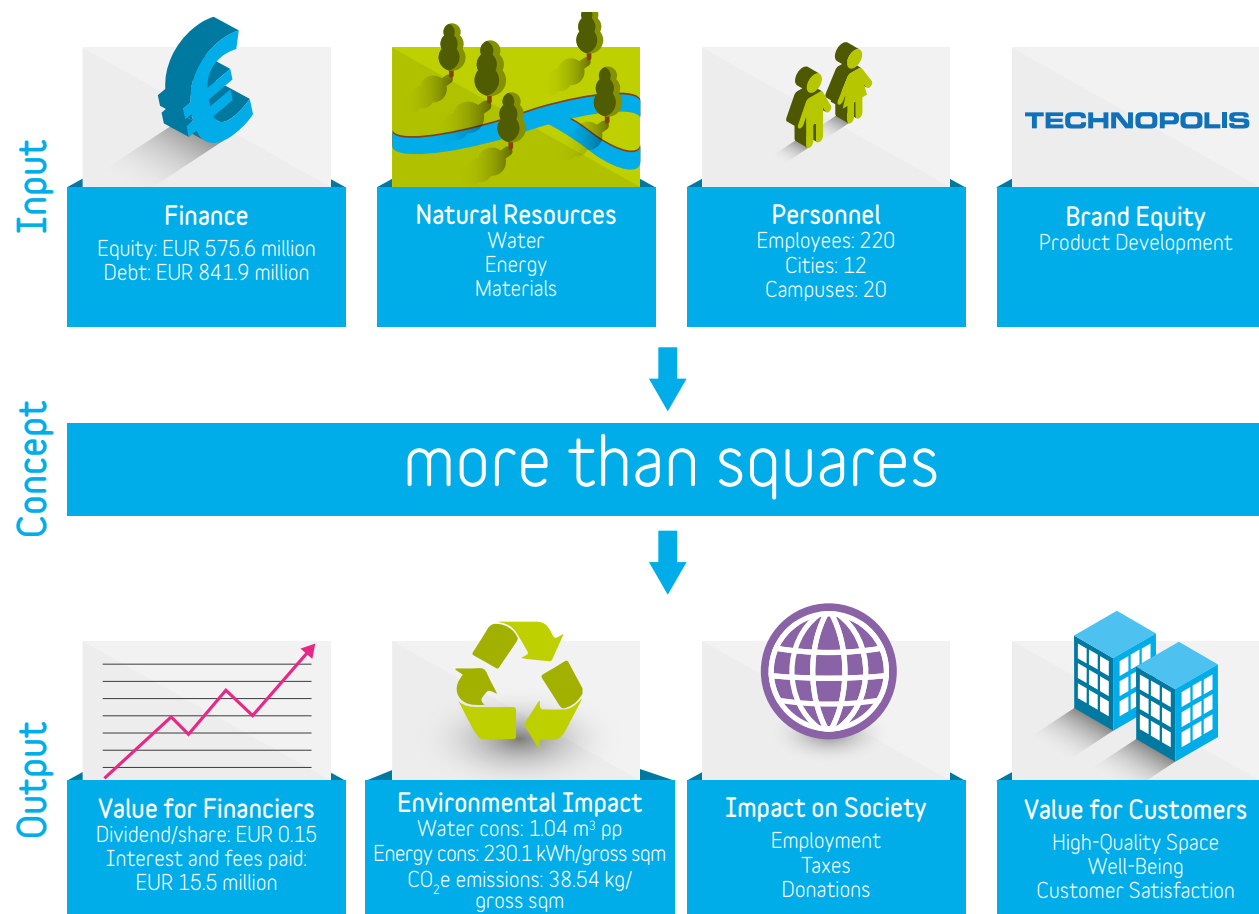 Input
Finance
Equity: EUR 575.6 million
Debt: EUR 841.9 million
Natural Resources
Water
Energy
Materials
Personnel
Employees: 220
Cities: 12
Campuses: 20
TECHNOPOLIS
Brand Equity
Product Development
Concept
more than squares
Output
Value for Financiers
Dividend/share: EUR 0.15
Interest and fees paid:
EUR 15.5 million
Environmental Impact
Water cons: 1.04 m³ pp
Energy cons: 230.1 kWh/gross sqm
CO₂e emissions: 38.54 kg/
gross sqm
Impact on Society
Employment
Taxes
Donations
Value for Customers
High-Quality Space
Well-Being
Customer Satisfaction